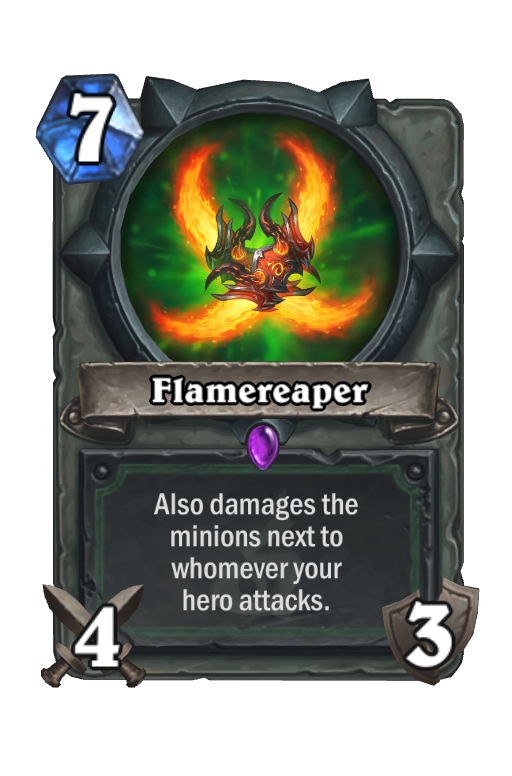 7
Flamereaper
Also damages the
minions next to
whomever your
hero attacks.
4
3